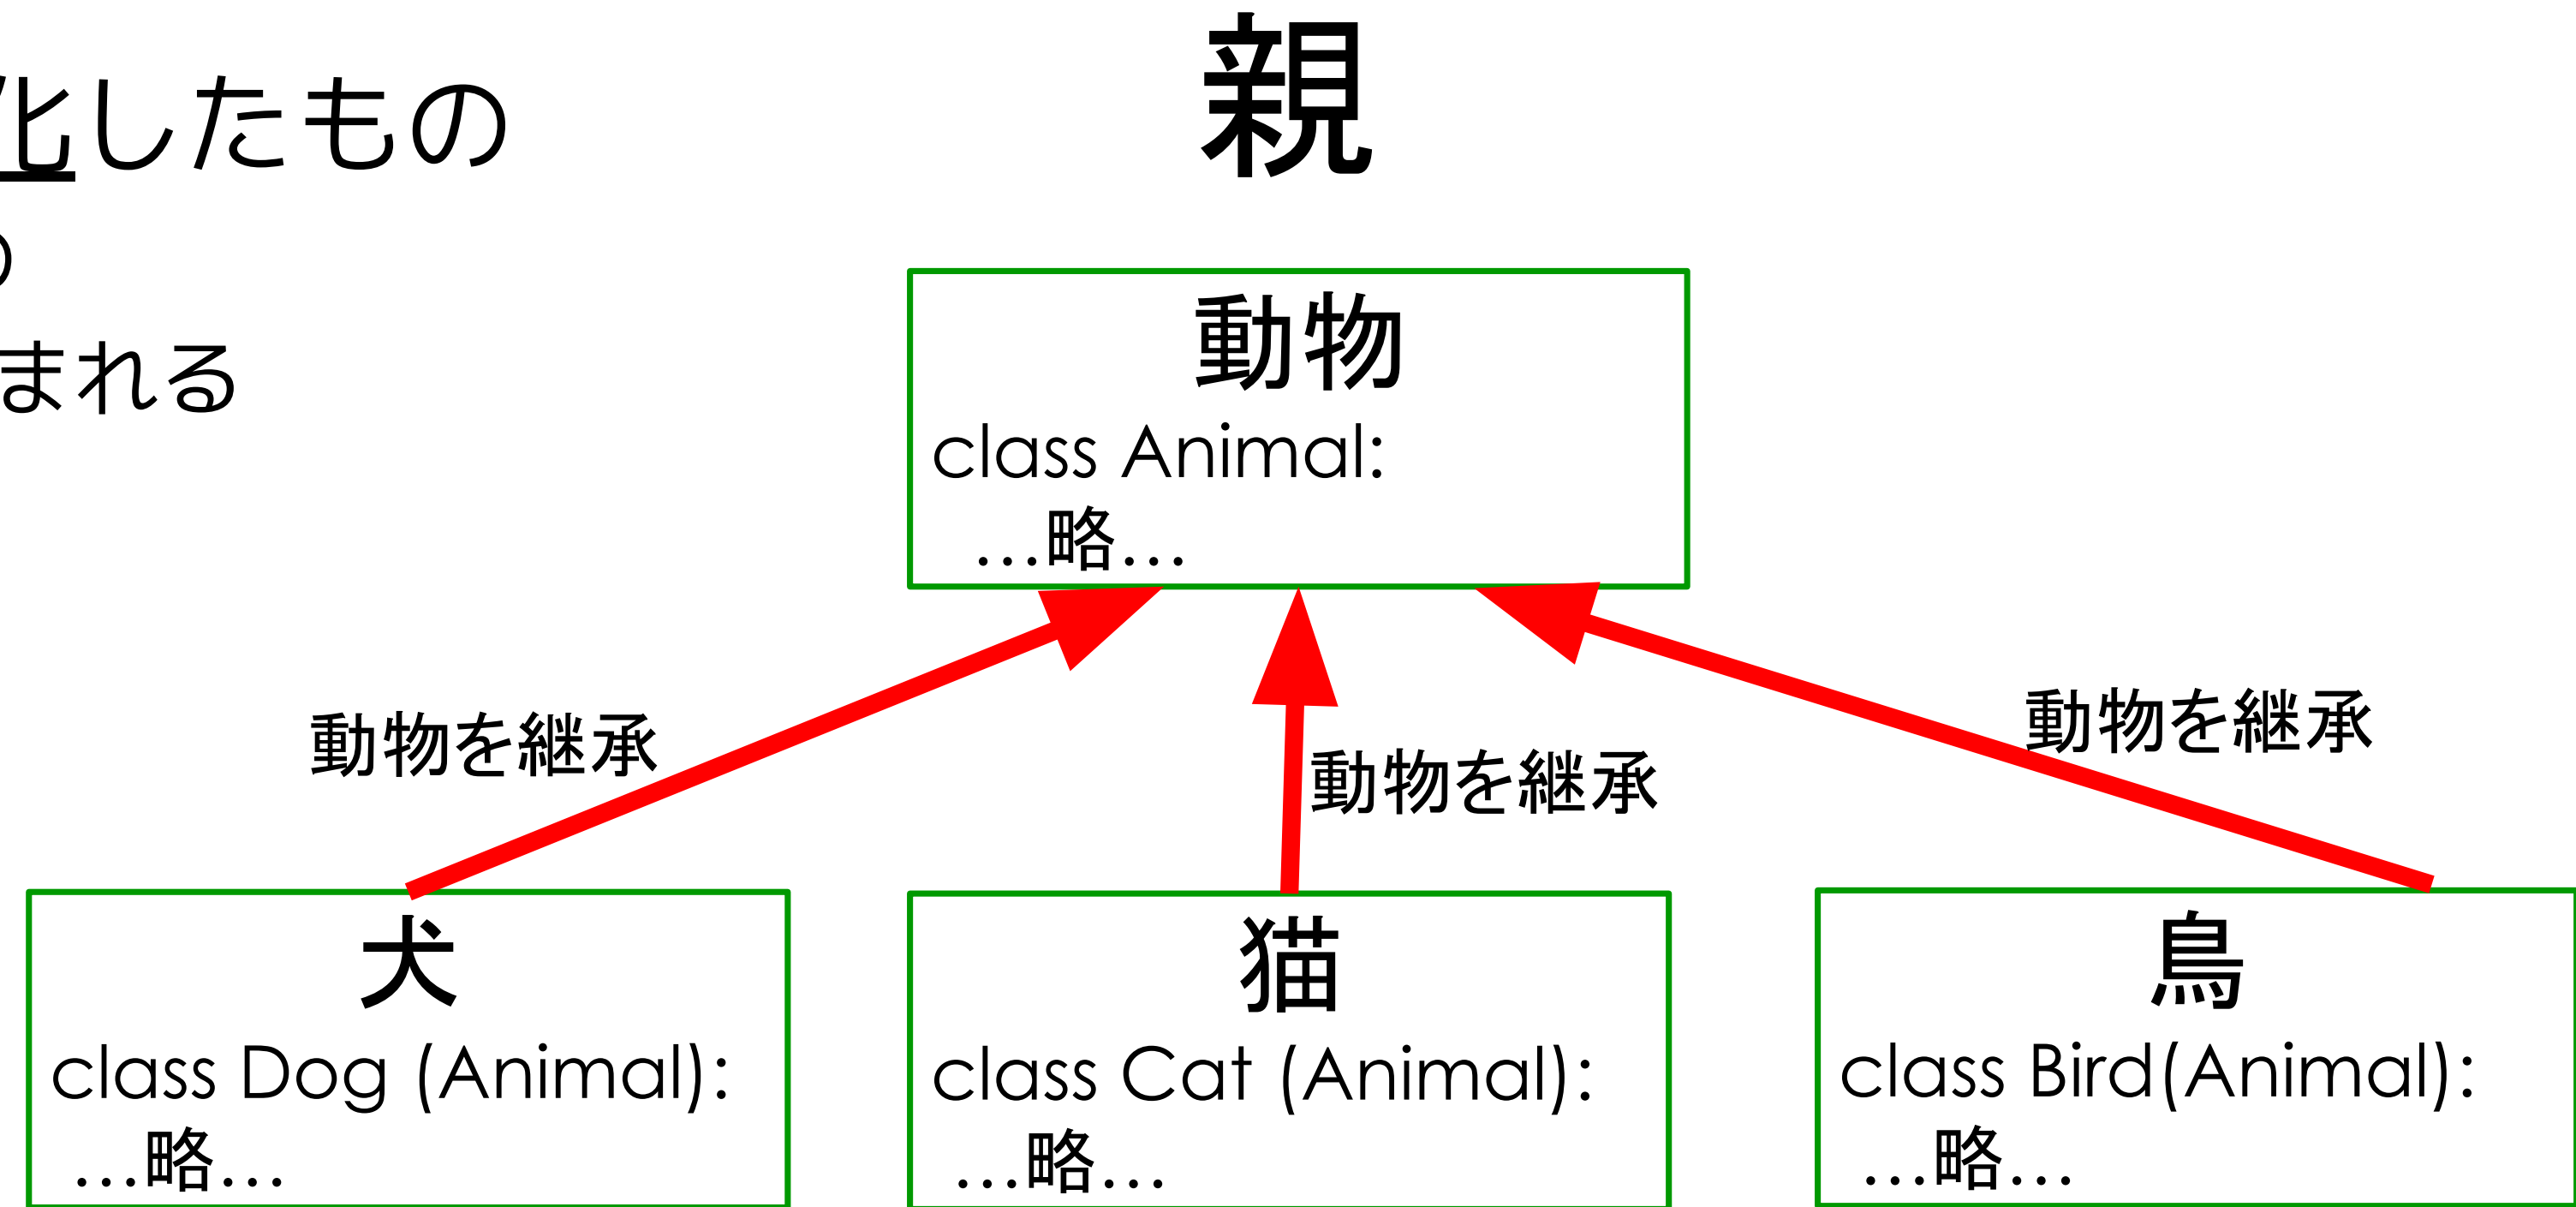 化したもの
まれる
親
動物
class Animal:
…略…
動物を継承
動物を継承
動物を継承
犬
class Dog (Animal):
…略…
猫
class Cat (Animal):
…略…
鳥
class Bird(Animal):
…略…